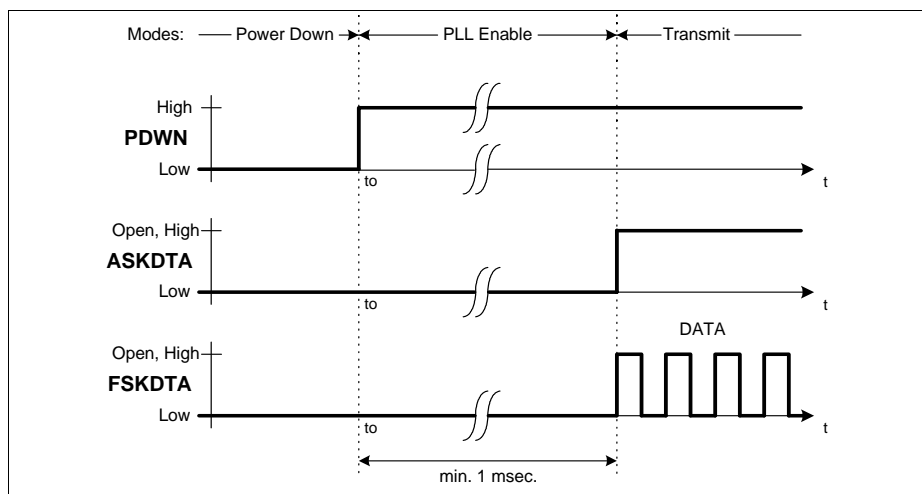 Modes: Power Down PLL Enable Transmit
High
PDWN
Low
to
t
Open, High
ASKDTA
Low
to
t
DATA
Open, High
FSKDTA
Low
to
t
min. 1 msec.